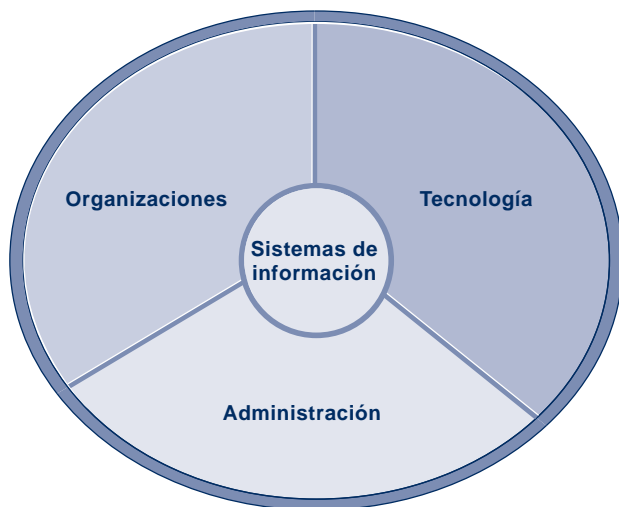 Organizaciones
Tecnología
Sistemas de
información
Administración